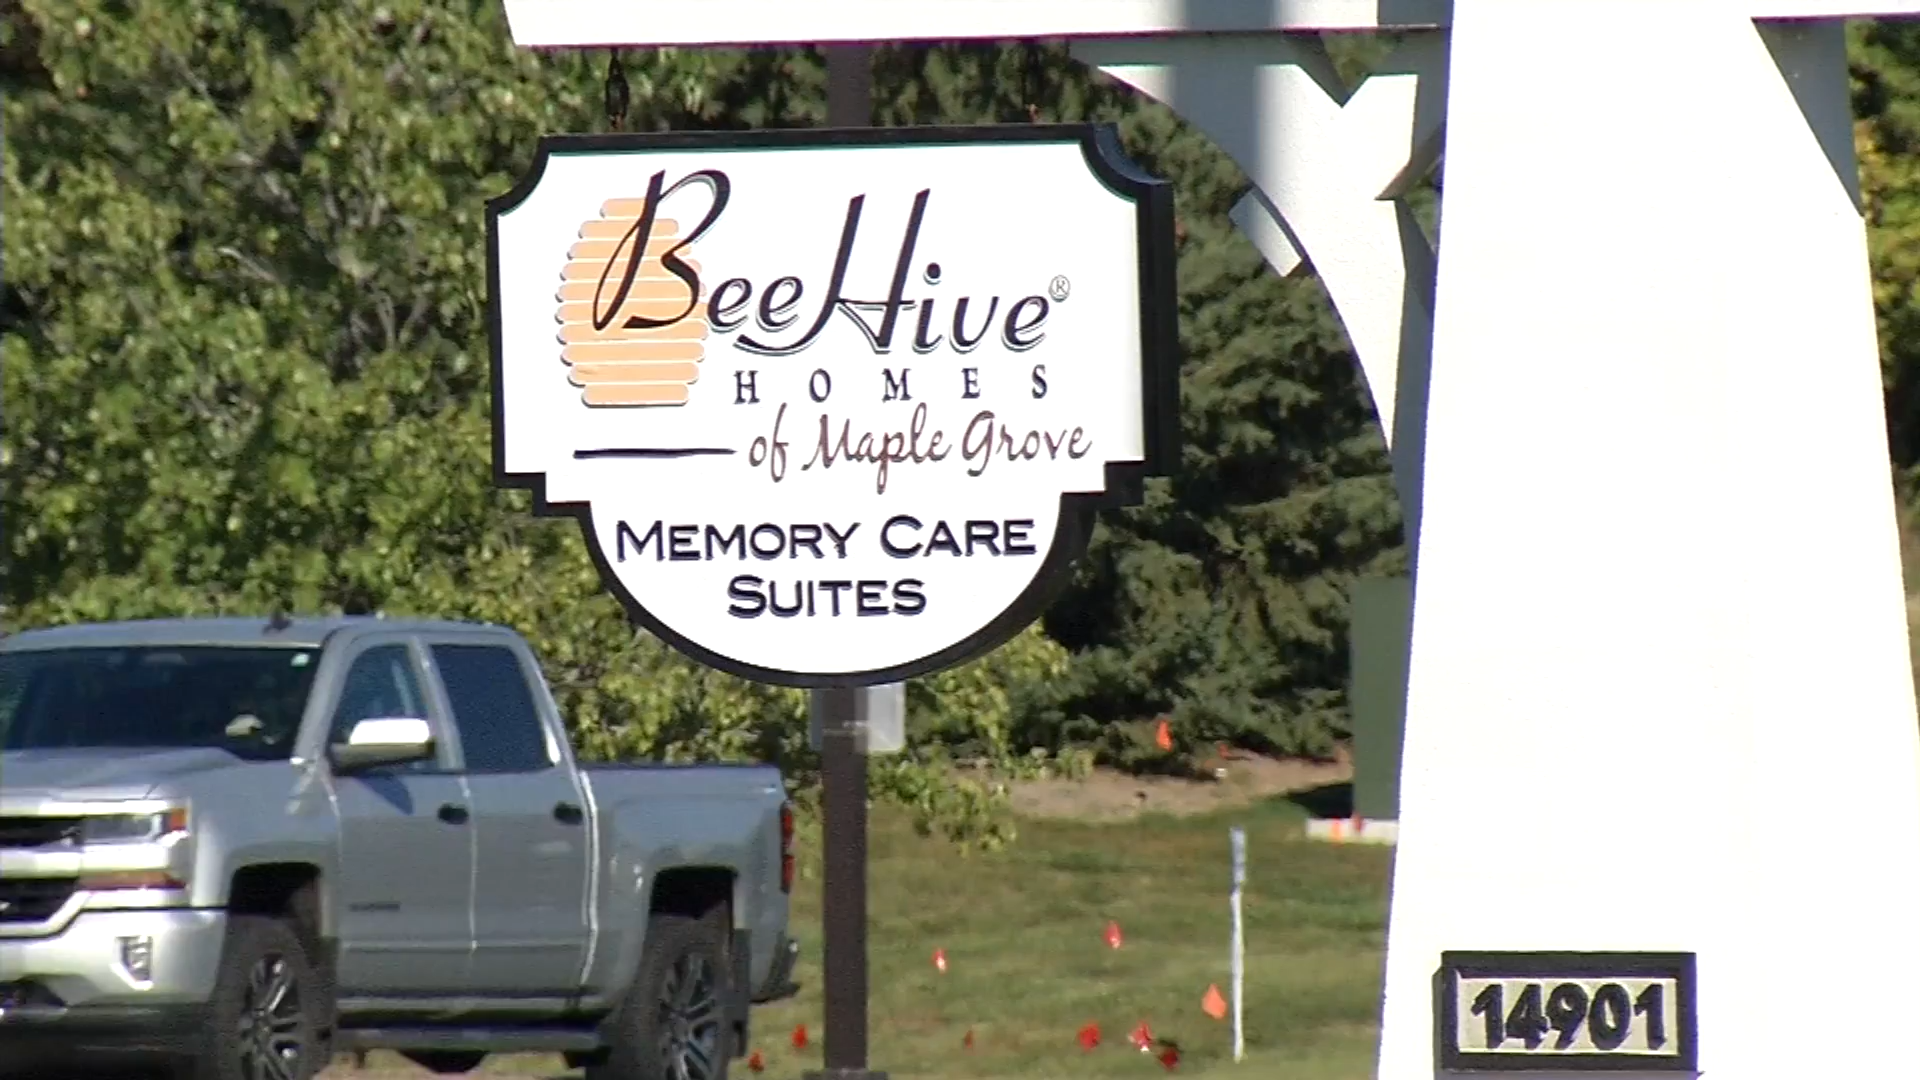 BeeHive®
HOMES
of Maple Grove
MEMORY CARE
SUITES
14901